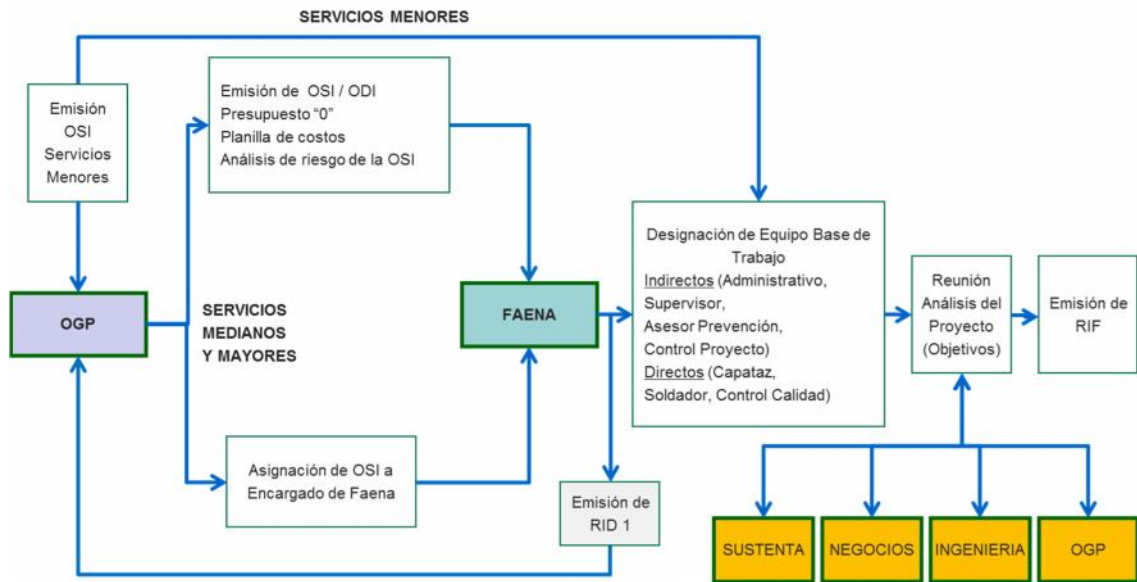 SERVICIOS MENORES
Emisión
OSI
Servicios
Menores
Emisión de OSI / ODI
Presupuesto “0”
Planilla de costos
Análisis de riesgo de la OSI
OGP
SERVICIOS
MEDIANOS
Y MAYORES
Asignación de OSI a
Encargado de Faena
FAENA
Emisión de
RID 1
Designación de Equipo Base de
Trabajo
Indirectos (Administrativo,
Supervisor,
Asesor Prevención,
Control Proyecto)
Directos (Capataz,
Soldador, Control Calidad)
Reunión
Análisis del
Proyecto
(Objetivos)
Emisión de
RIF
SUSTENTA
NEGOCIOS
INGENIERIA
OGP